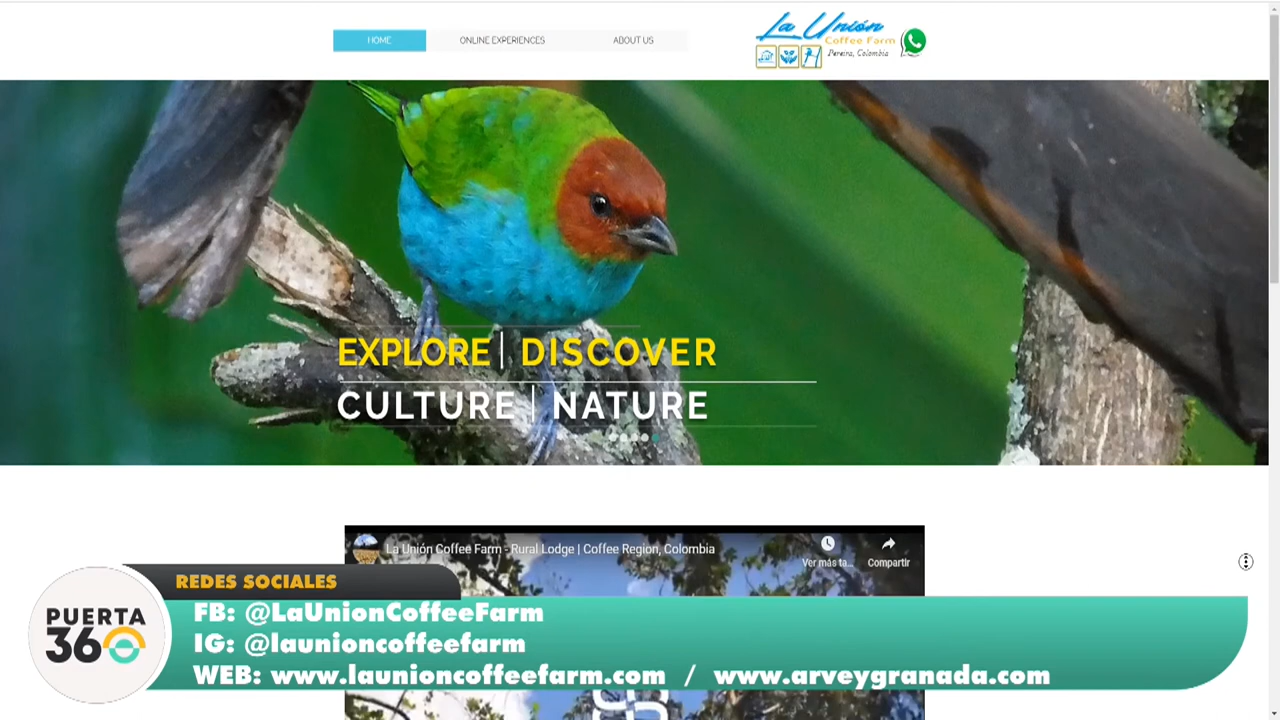 HOME
ONLINE EXPERIENCES
ABOUT US
La Unión
Coffee Farm
Pereira, Colombia
EXPLORE | DISCOVER
CULTURE | NATURE
La Unión Coffee Farm - Rural Lodge | Coffee Region, Colombia
Ver más ta...
Compartir
REDES SOCIALES
PUERTA
360
FB: @LaUnionCoffeeFarm
IG: @launioncoffeefarm
WEB: www.launioncoffeefarm.com / www.arveygranada.com